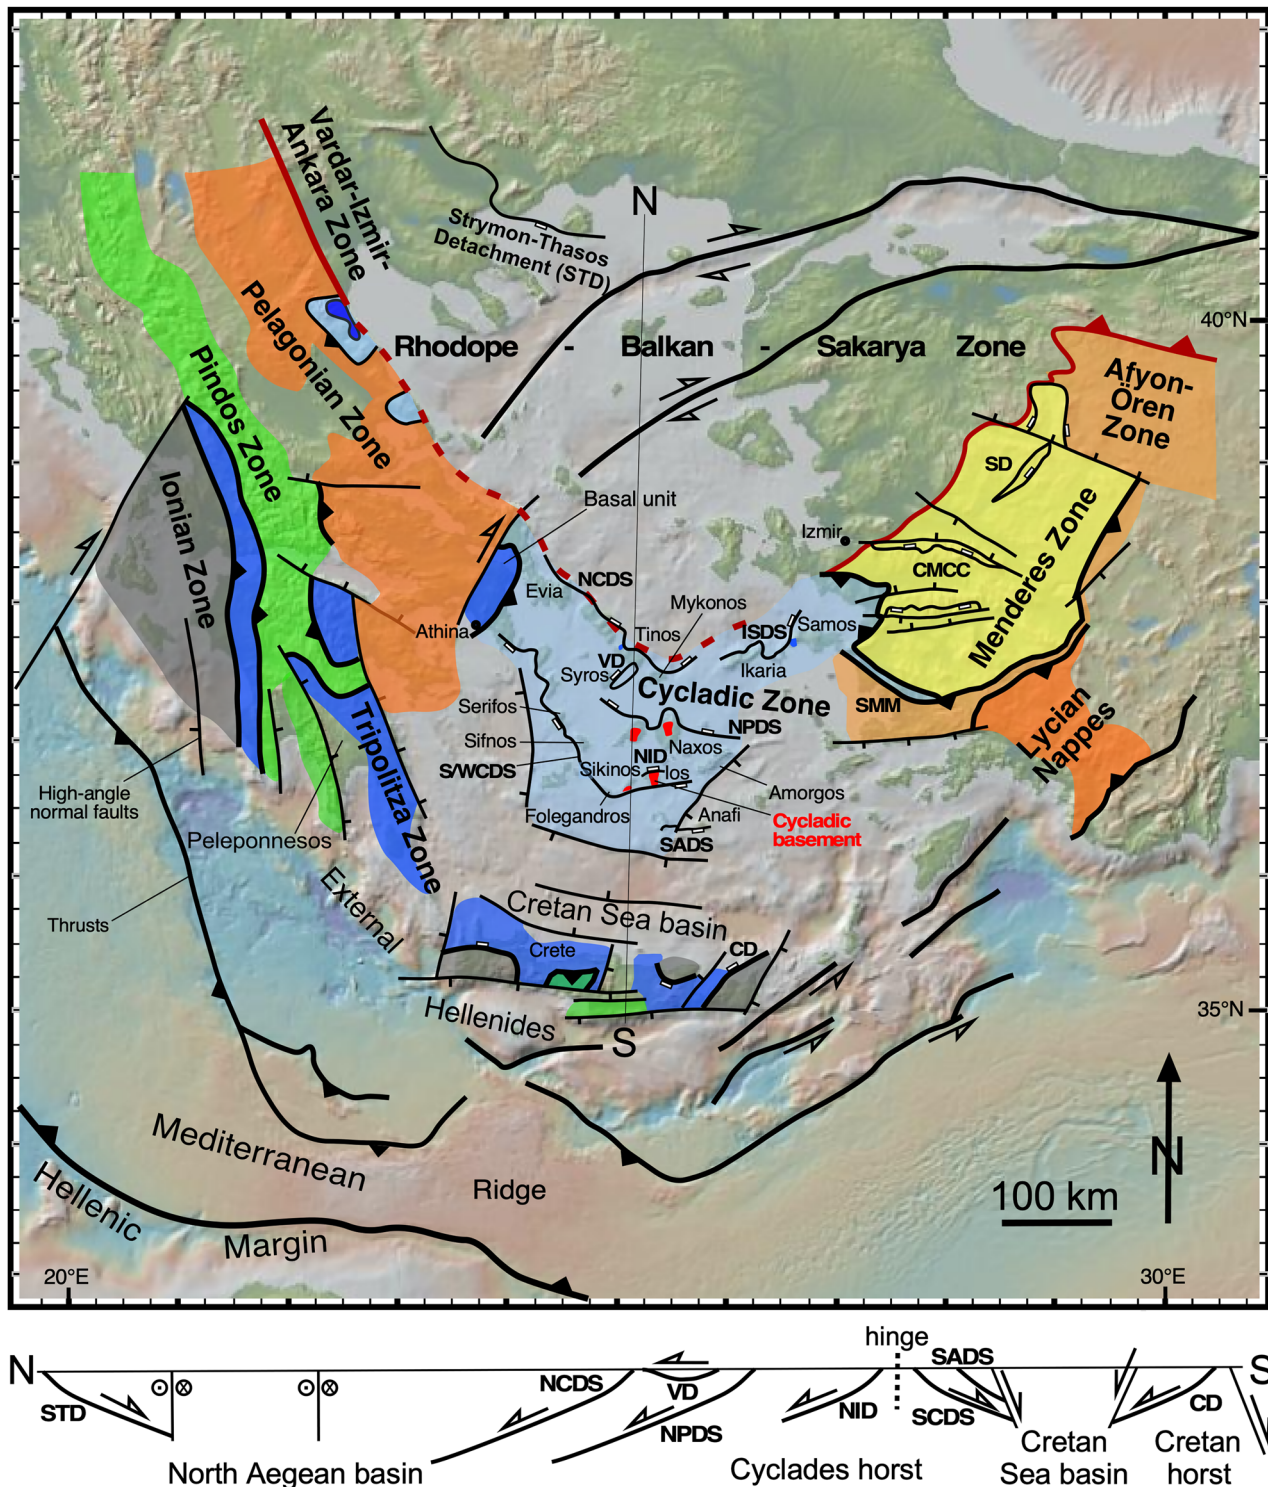 Vardar-Izmir-
Ankara Zone
N
Strymon-Thasos
Detachment (STD)
40°N
Pelagonian Zone
Rhodope - Balkan - Sakarya Zone
Pindos Zone
Afyon-
Ören
Zone
Ionian Zone
SD
Basal unit
Izmir
Menderes Zone
CMCC
NCDS
Evia
Mykonos
Athina
Tinos
ISDS
Samos
VD
Syros
Ikaria
Cycladic Zone
Serifos
SMM
Lycian
Nappes
NPDS
Sifnos
Naxos
NID
S/WCDS
Sikinos
Ios
Tripolitza Zone
High-angle
normal faults
Amorgos
Folegandros
Anafi
Cycladic
basement
Peleponnesos
SADS
External
Cretan Sea basin
Thrusts
Crete
CD
Hellenides
35°N
S
Mediterranean
N
Ridge
100 km
Hellenic
Margin
20°E
30°E
hinge
N
SADS
S
STD
NCDS
VD
NID
SCDS
CD
NPDS
North Aegean basin
Cyclades horst
Cretan
Sea basin
Cretan
horst